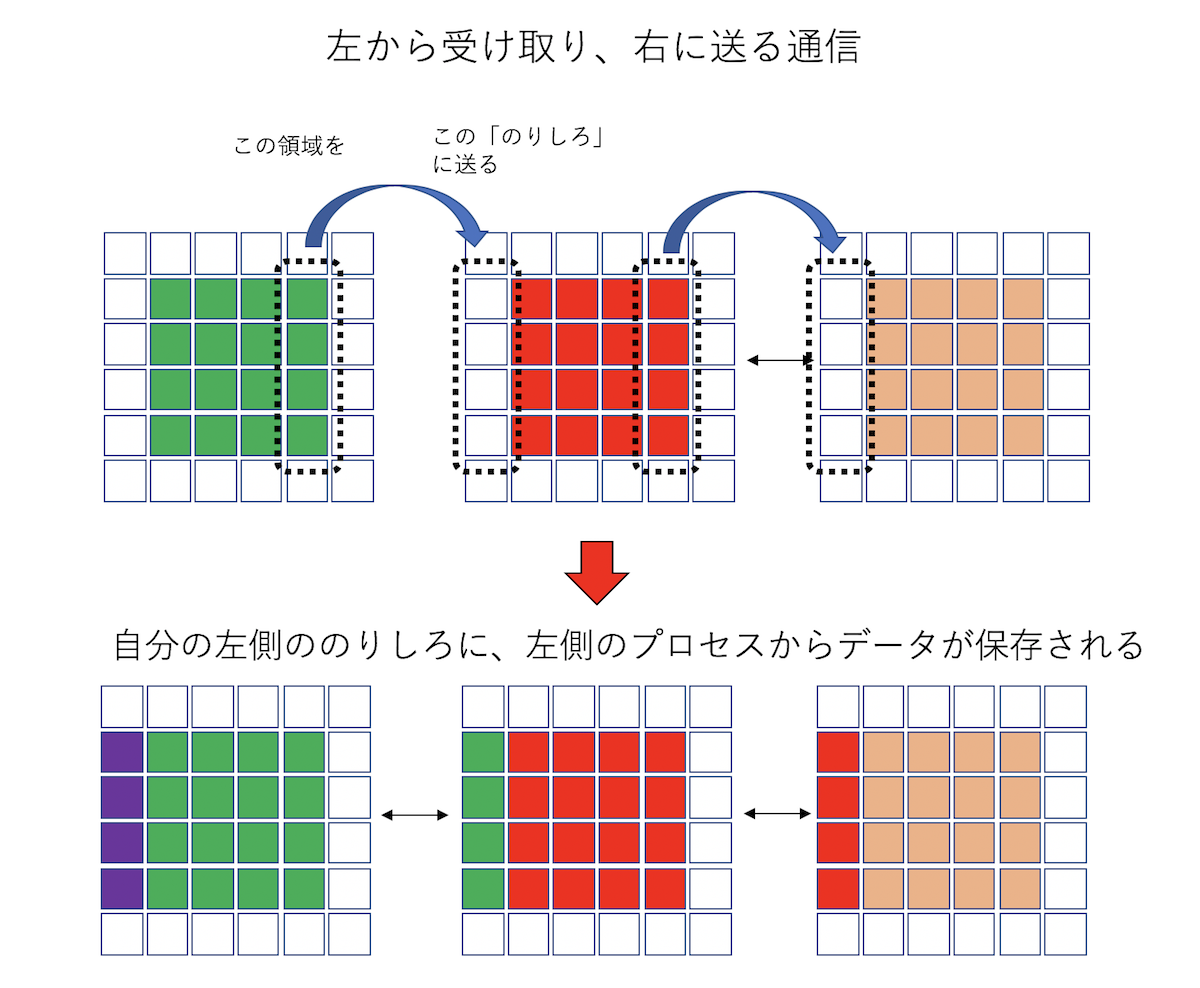 左から受け取り、右に送る通信
この領域を
この「のりしろ」
に送る
自分の左側ののりしろに、左側のプロセスからデータが保存される